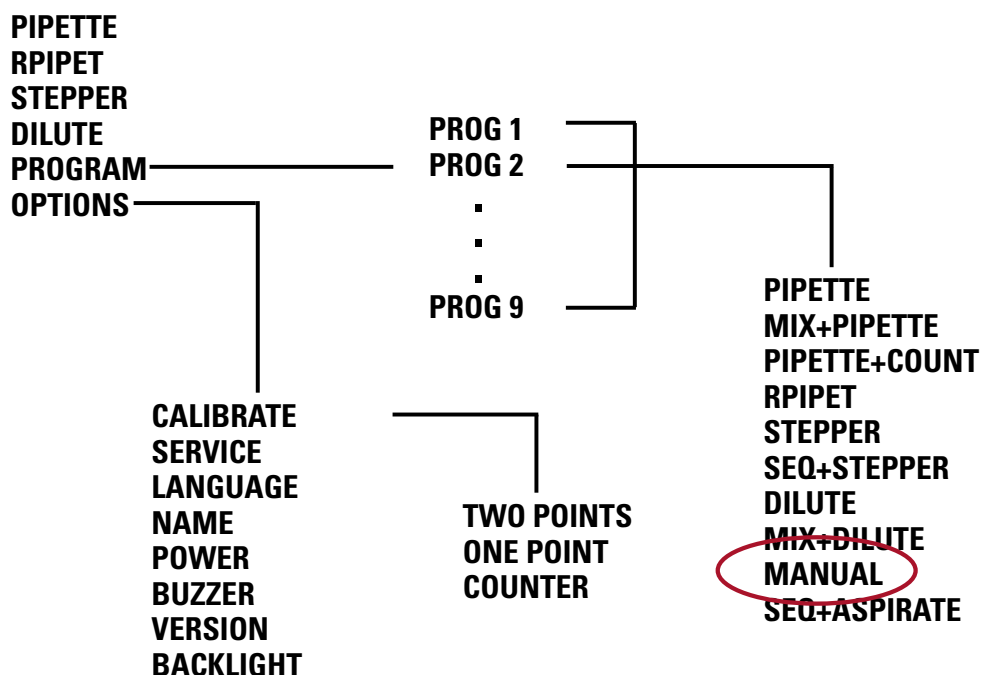 PIPETTE
RPIPET
STEPPER
DILUTE
PROGRAM
OPTIONS
PROG 1
PROG 2
.
.
.
PROG 9
PIPETTE
MIX+PIPETTE
PIPETTE+COUNT
RPIPET
STEPPER
SEQ+STEPPER
DILUTE
MIX+DILUTE
MANUAL
SEQ+ASPIRATE
CALIBRATE
SERVICE
LANGUAGE
NAME
POWER
BUZZER
VERSION
BACKLIGHT
TWO POINTS
ONE POINT
COUNTER